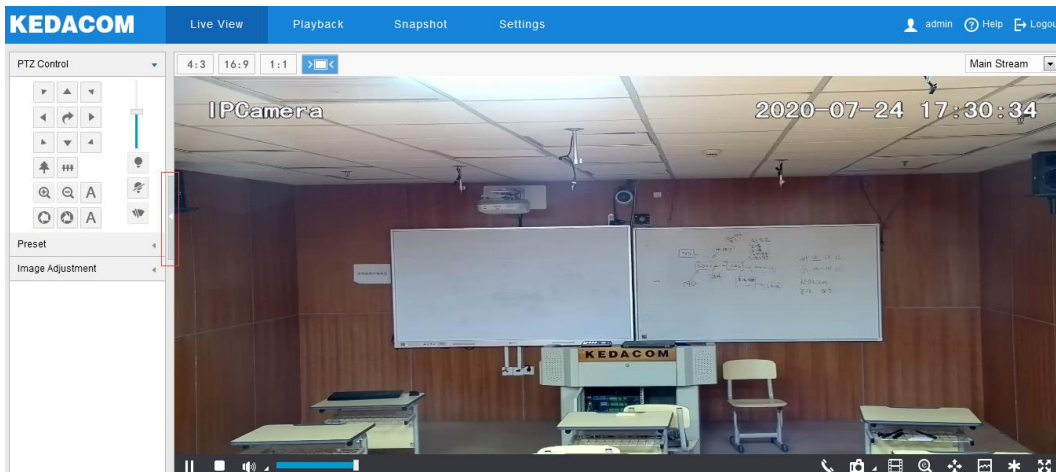 KEDACOM
Live View
Playback
Snapshot
Settings
admin
Help
Logou
PTZ Control
4:3
16:9
1:1
Main Stream
IPCamera
2020-07-24 17:30:34
A
A
Preset
Image Adjustment
KEDACOM